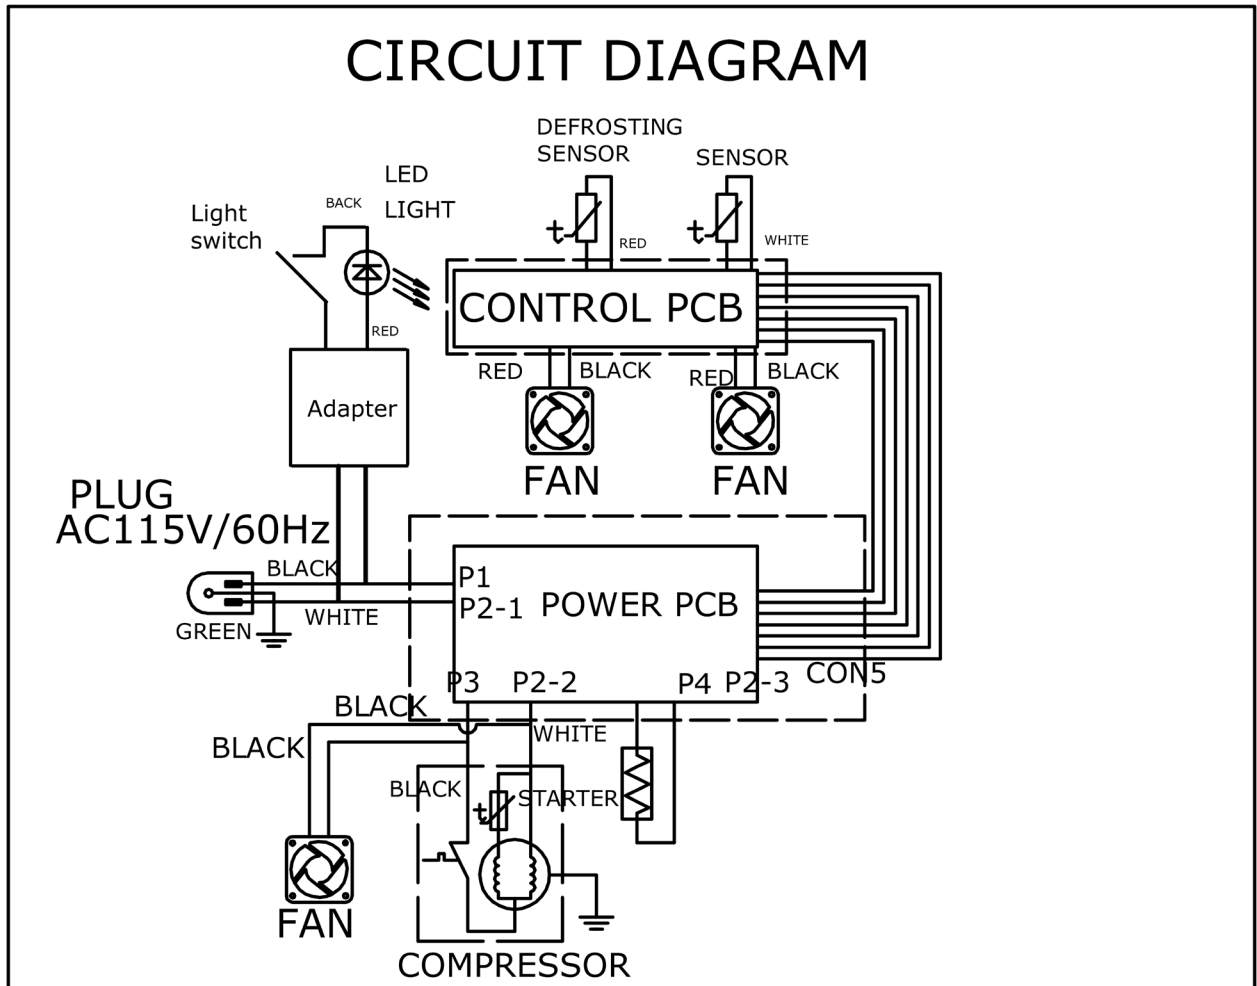 CIRCUIT DIAGRAM
DEFROSTING
SENSOR
SENSOR
LED
LIGHT
BACK
Light
switch
RED
WHITE
RED
CONTROL PCB
RED
BLACK
RED
BLACK
Adapter
FAN
FAN
PLUG
AC115V/60Hz
BLACK
WHITE
GREEN
P1
P2-1
POWER PCB
P3
P2-2
P4
P2-3
CON5
BLACK
WHITE
BLACK
BLACK
STARTER
t
t
t
FAN
COMPRESSOR